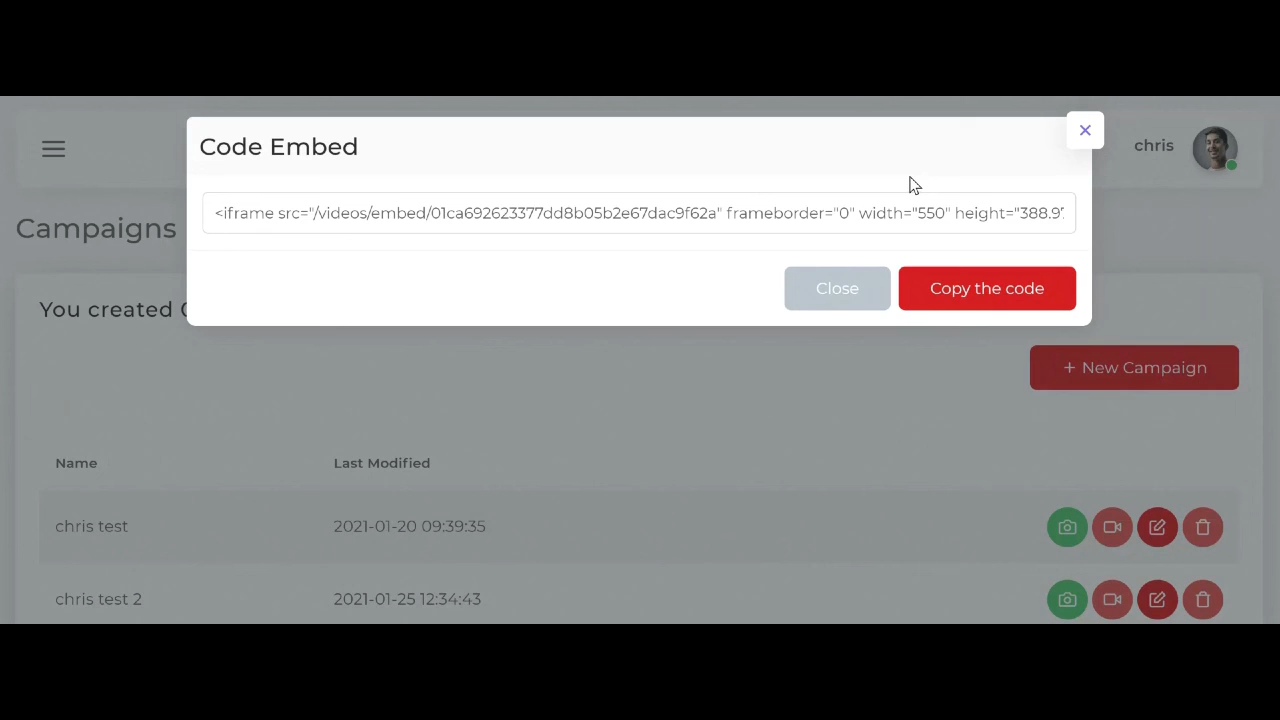 Code Embed
chris
<iframe src="/videos/embed/01ca692623377dd8b05b2e67dac9f62a" frameborder="0" width="550" height="388.9
Campaigns
Close
Copy the code
You created
+ New Campaign
Name
Last Modified
chris test
2021-01-20 09:39:35
chris test 2
2021-01-25 12:34:43